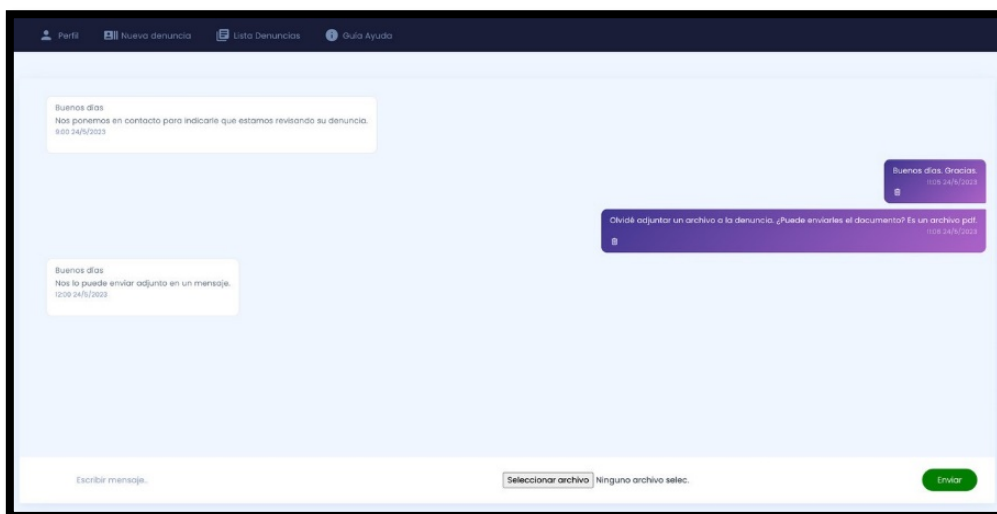 Perfil Nueva denuncia Lista Denuncias Guía Ayuda
Buenos días
Nos ponemos en contacto para indicarle que estamos revisando su denuncia.
9:00 24/5/2023
Buenos días. Gracias.
11:05 24/5/2023
Olvidé adjuntar un archivo a la denuncia. ¿Puede enviarles el documento? Es un archivo pdf.
11:06 24/5/2023
Buenos días
Nos lo puede enviar adjunto en un mensaje.
12:00 24/5/2023
Escribir mensaje..
Seleccionar archivo Ninguno archivo selec.
Enviar